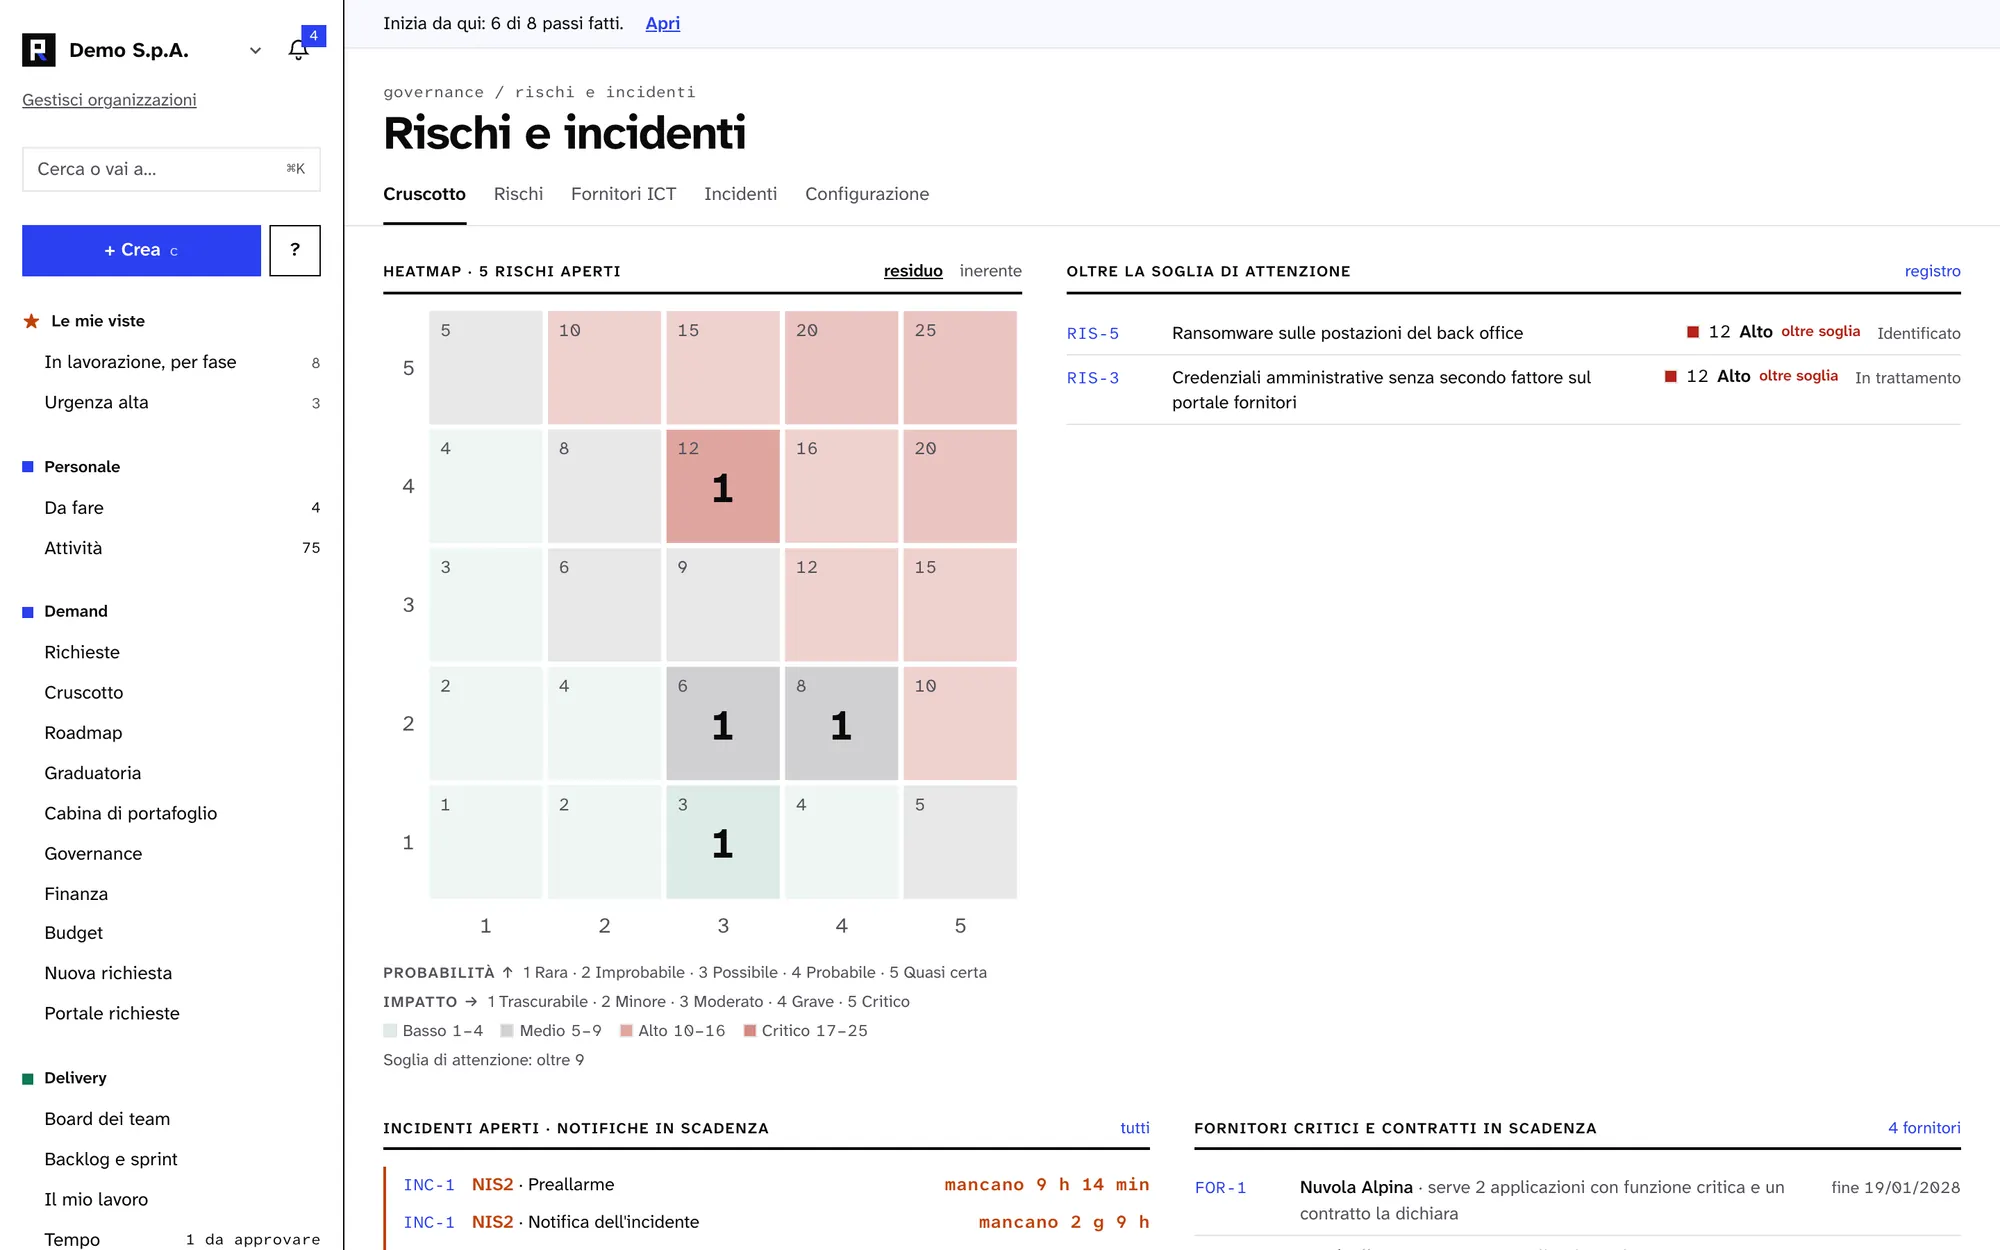 Demo S.p.A.
4
Gestisci organizzazioni
Cerca o vai a... ⌘K
+ Crea c
?
Le mie viste
In lavorazione, per fase 8
Urgenza alta 3
Personale
Da fare 4
Attività 75
Demand
Richieste
Cruscotto
Roadmap
Graduatoria
Cabina di portafoglio
Governance
Finanza
Budget
Nuova richiesta
Portale richieste
Delivery
Board dei team
Backlog e sprint
Il mio lavoro
Tempo 1 da approvare
Inizia da qui: 6 di 8 passi fatti. Apri
governance / rischi e incidenti
Rischi e incidenti
Cruscotto Rischi Fornitori ICT Incidenti Configurazione
HEATMAP · 5 RISCHI APERTI residuo inerente
5 10 15 20 25
5
4 8 12 16 20
4 1
3 6 9 12 15
3
2 4 6 8 10
2 1 1
1 2 3 4 5
1 1
1 2 3 4 5
PROBABILITÀ ↑ 1 Rara · 2 Improbabile · 3 Possibile · 4 Probabile · 5 Quasi certa
IMPATTO → 1 Trascurabile · 2 Minore · 3 Moderato · 4 Grave · 5 Critico
Basso 1–4 Medio 5–9 Alto 10–16 Critico 17–25
Soglia di attenzione: oltre 9
OLTRE LA SOGLIA DI ATTENZIONE registro
RIS-5 Ransomware sulle postazioni del back office 12 Alto oltre soglia Identificato
RIS-3 Credenziali amministrative senza secondo fattore sul 12 Alto oltre soglia In trattamento
portale fornitori
INCIDENTI APERTI · NOTIFICHE IN SCADENZA tutti
INC-1 NIS2 · Preallarme mancano 9 h 14 min
INC-1 NIS2 · Notifica dell'incidente mancano 2 g 9 h
FORNITORI CRITICI E CONTRATTI IN SCADENZA 4 fornitori
FOR-1 Nuvola Alpina · serve 2 applicazioni con funzione critica e un fine 19/01/2028
contratto la dichiara